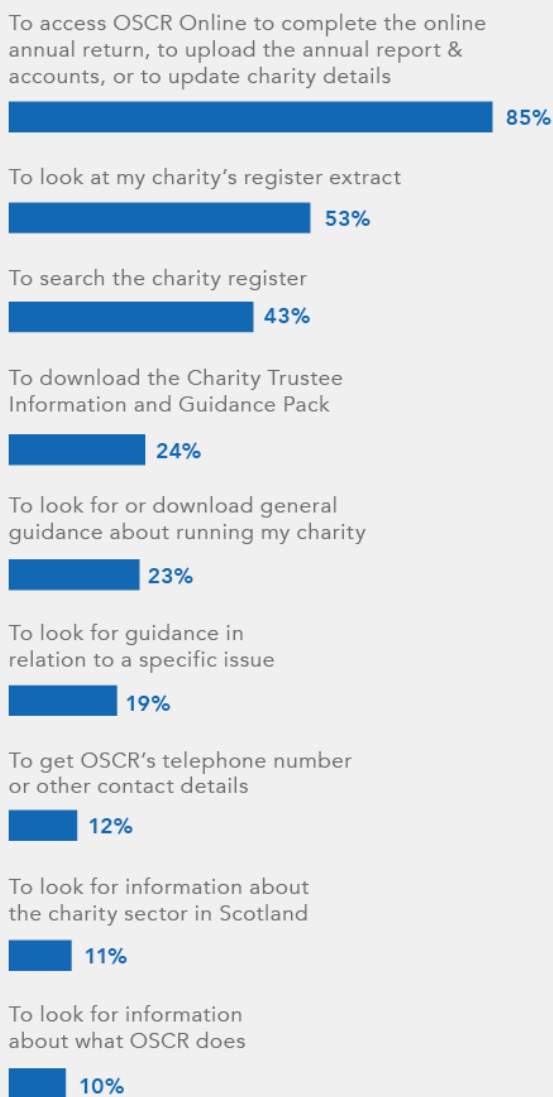 To access OSCR Online to complete the online
annual return, to upload the annual report &
accounts, or to update charity details
85%
To look at my charity's register extract
53%
To search the charity register
43%
To download the Charity Trustee
Information and Guidance Pack
24%
To look for or download general
guidance about running my charity
23%
To look for guidance in
relation to a specific issue
19%
To get OSCR's telephone number
or other contact details
12%
To look for information about
the charity sector in Scotland
11%
To look for information
about what OSCR does
10%